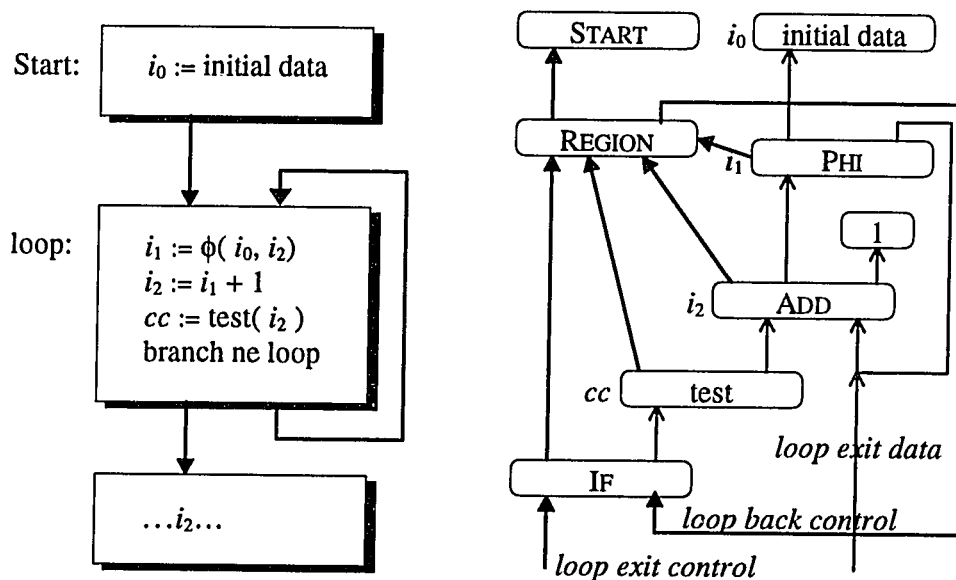 Start:
i₀ := initial data
loop:
i₁ := ϕ( i₀, i₂)
i₂ := i₁ + 1
cc := test( i₂ )
branch ne loop
...i₂...
START
i₀
initial data
REGION
i₁
PHI
1
i₂
ADD
cc
test
loop exit data
IF
loop back control
loop exit control